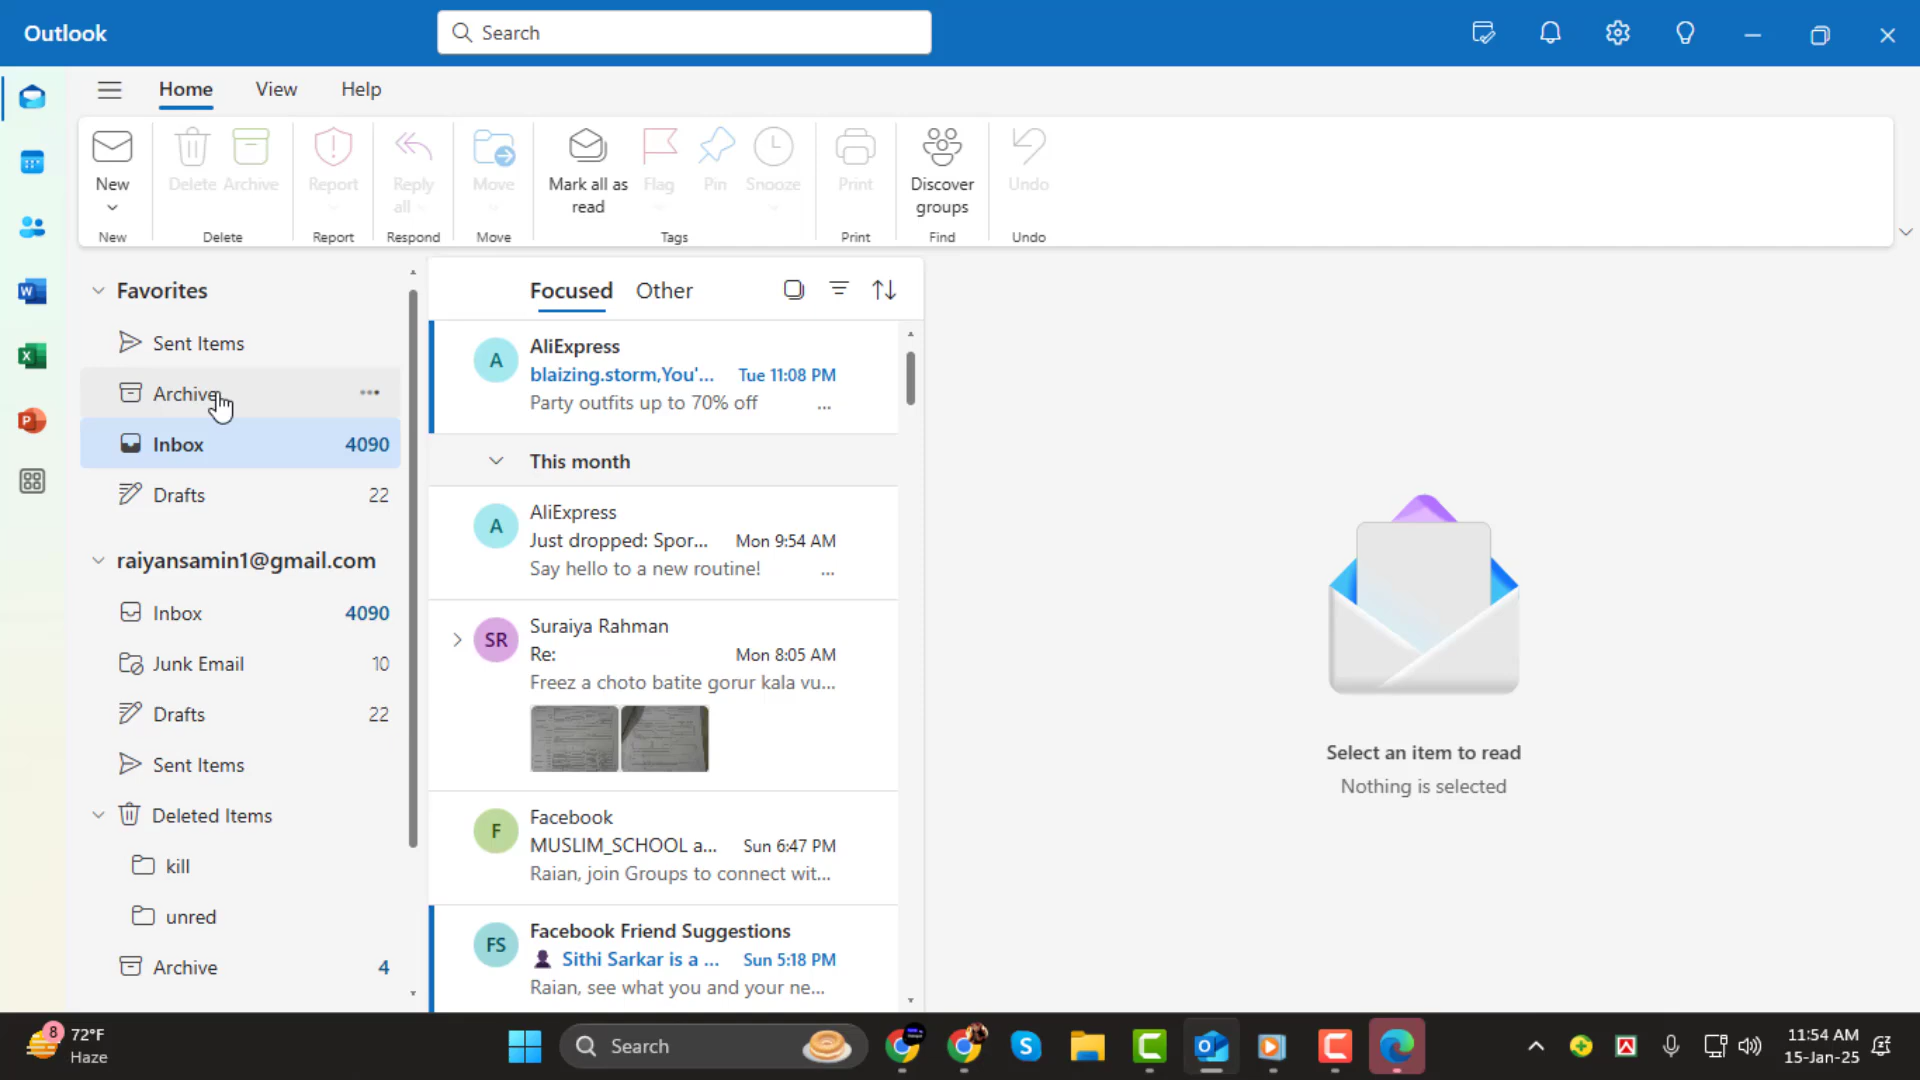 Outlook
Search
Home
View
Help
New
Delete
Archive
Report
Reply all
Move
Mark all as read
Flag
Pin
Snooze
Print
Discover groups
Undo
New
Delete
Report
Respond
Move
Tags
Print
Find
Undo
Favorites
Sent Items
Archive
Inbox 4090
Drafts 22
raiyansamin1@gmail.com
Inbox 4090
Junk Email 10
Drafts 22
Sent Items
Deleted Items
kill
unred
Archive 4
Focused
Other
A
AliExpress
blaizing.storm,You'... Tue 11:08 PM
Party outfits up to 70% off ...
This month
A
AliExpress
Just dropped: Spor... Mon 9:54 AM
Say hello to a new routine! ...
SR
Suraiya Rahman
Re: Mon 8:05 AM
Freez a choto batite gorur kala vu...
F
Facebook
MUSLIM_SCHOOL a... Sun 6:47 PM
Raian, join Groups to connect wit...
FS
Facebook Friend Suggestions
Sithi Sarkar is a ... Sun 5:18 PM
Raian, see what you and your ne...
Select an item to read
Nothing is selected
8
72°F
Haze
Search
11:54 AM
15-Jan-25